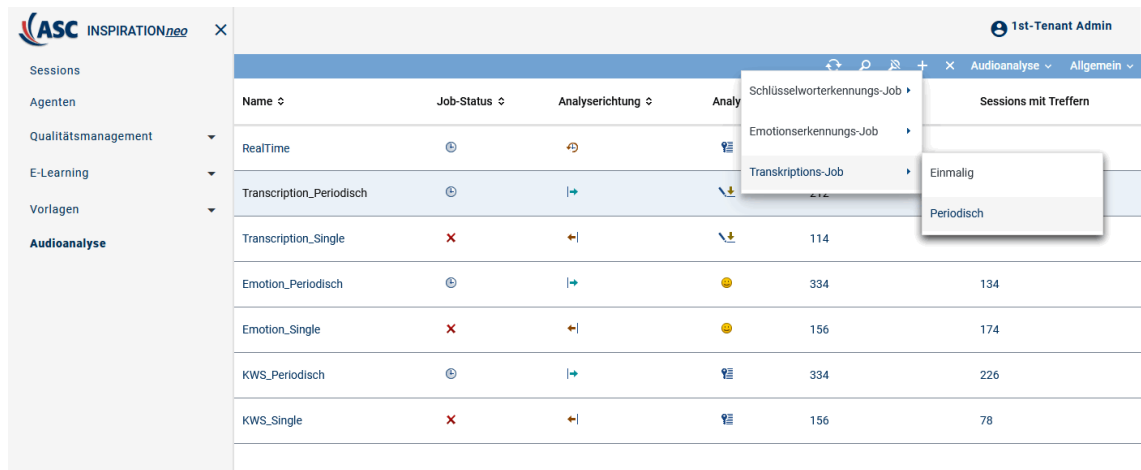 ASC INSPIRATIONneo
1st-Tenant Admin
Audioanalyse Allgemein
Sessions
Agenten
Qualitätsmanagement
E-Learning
Vorlagen
Audioanalyse
Name Job-Status Analyserichtung Analy Sessions mit Treffern
Schlüsselworterkennungs-Job
Emotionserkennungs-Job
Transkriptions-Job
Einmalig
Periodisch
RealTime
Transcription_Periodisch 212
Transcription_Single 114
Emotion_Periodisch 334 134
Emotion_Single 156 174
KWS_Periodisch 334 226
KWS_Single 156 78